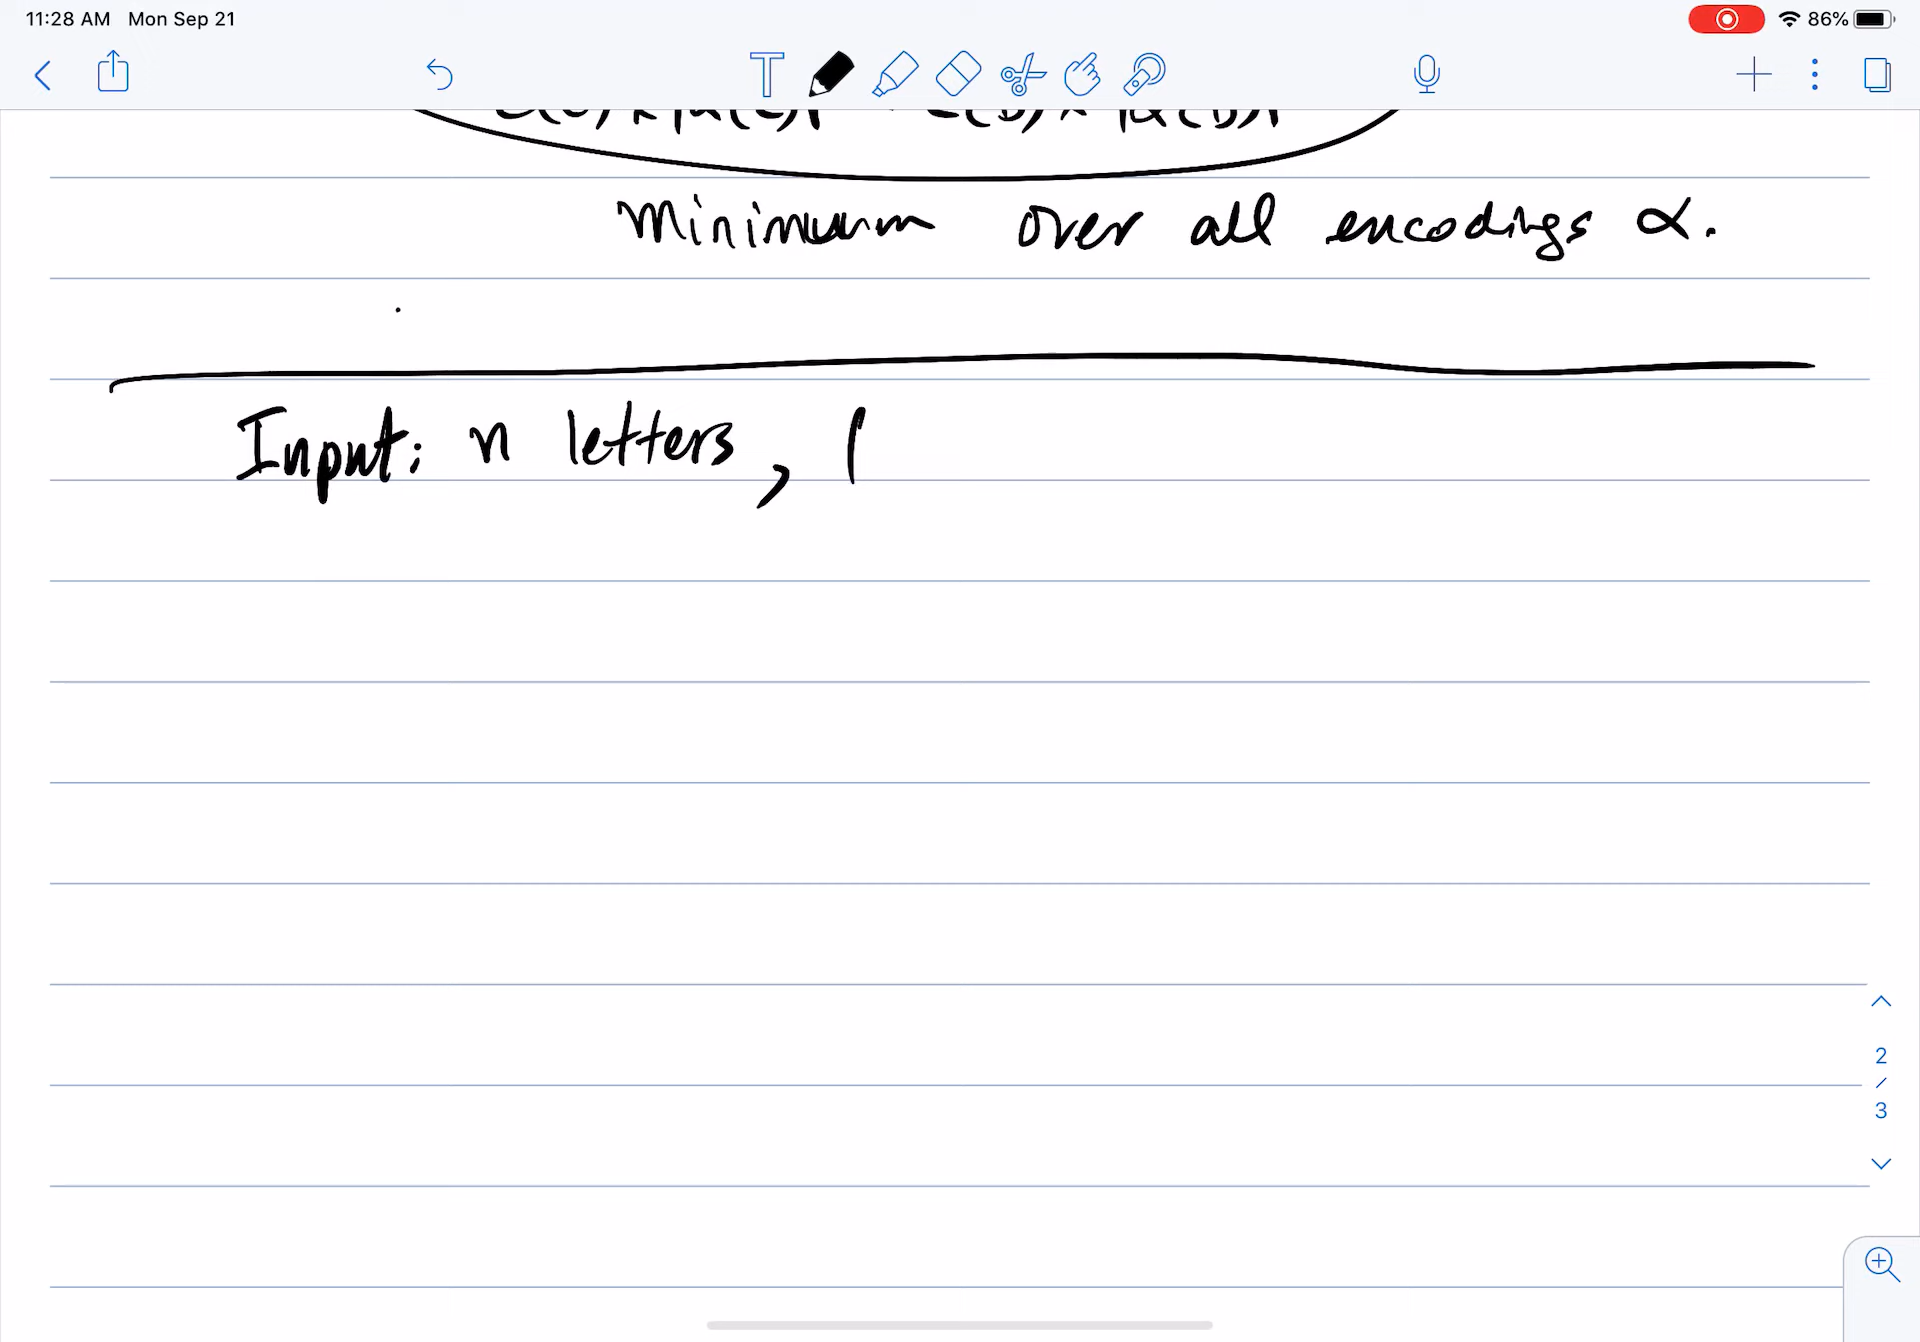 11:28 AM Mon Sep 21
86%
Minimum over all encodings α.
Input: n letters, (
2
/
3